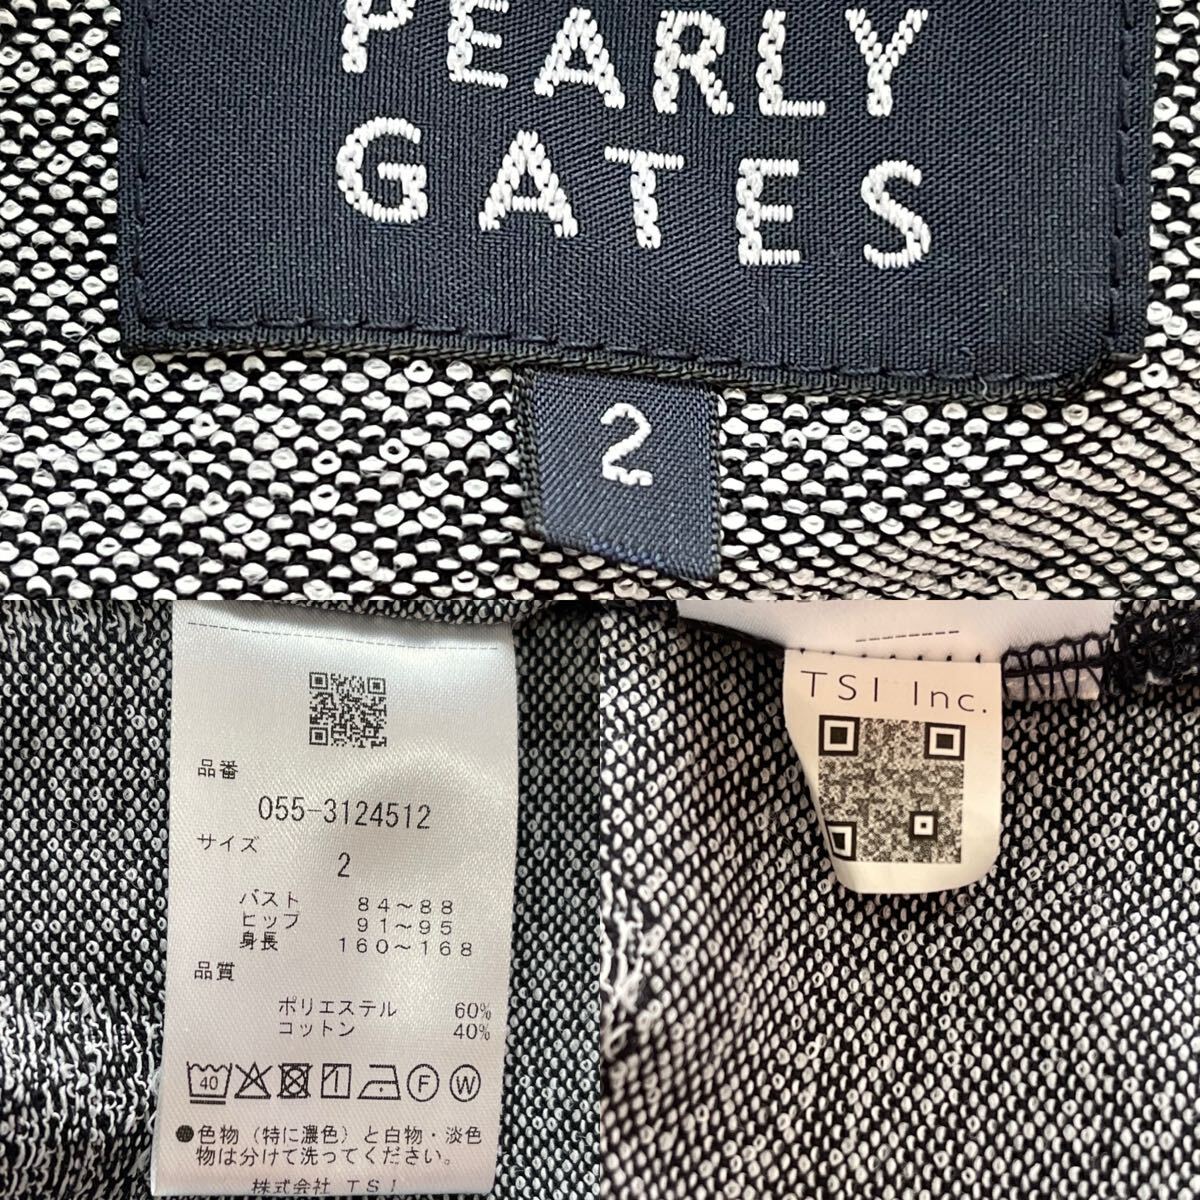 PEARLY
GATES
2
品番
055-3124512
サイズ
2
バスト 84～88
ヒップ 91～95
身長 160～168
品質
ポリエステル 60%
コットン 40%
40
F
W
●色物(特に濃色)と白物・淡色
物は分けて洗ってください。
株式会社 TSI
TSI Inc.